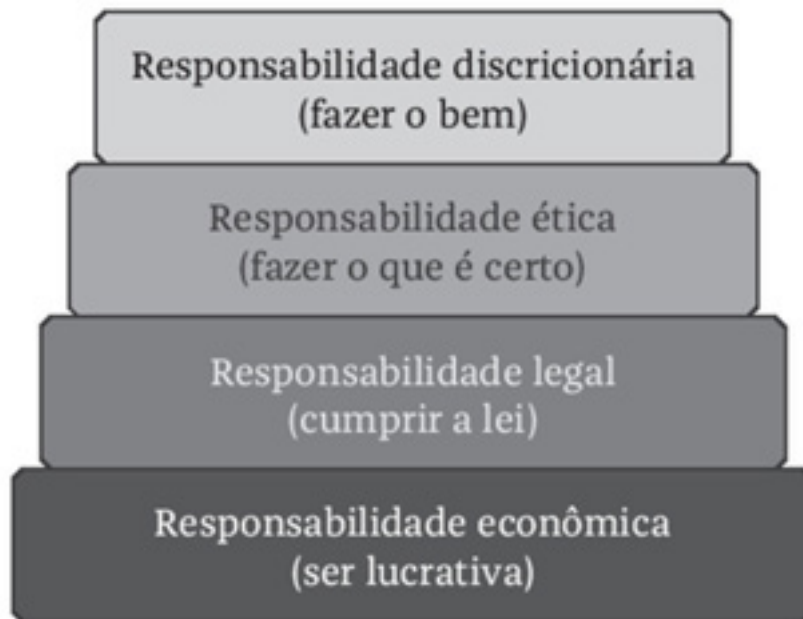 Responsabilidade discricionária
(fazer o bem)
Responsabilidade ética
(fazer o que é certo)
Responsabilidade legal
(cumprir a lei)
Responsabilidade econômica
(ser lucrativa)